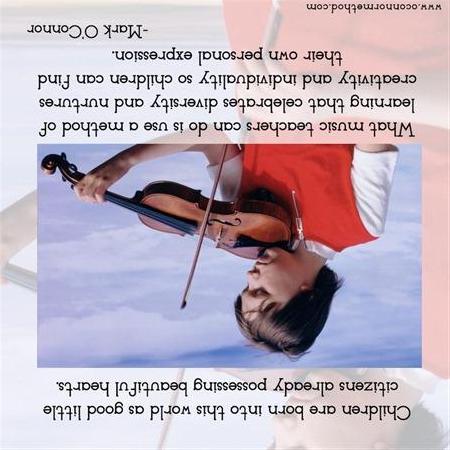 Children are born into this world as good little
citizens already possessing beautiful hearts.
What music teachers can do is use a method of
learning that celebrates diversity and nurtures
creativity and individuality so children can find
their own personal expression.
-Mark O'Connor
www.oconnormethod.com